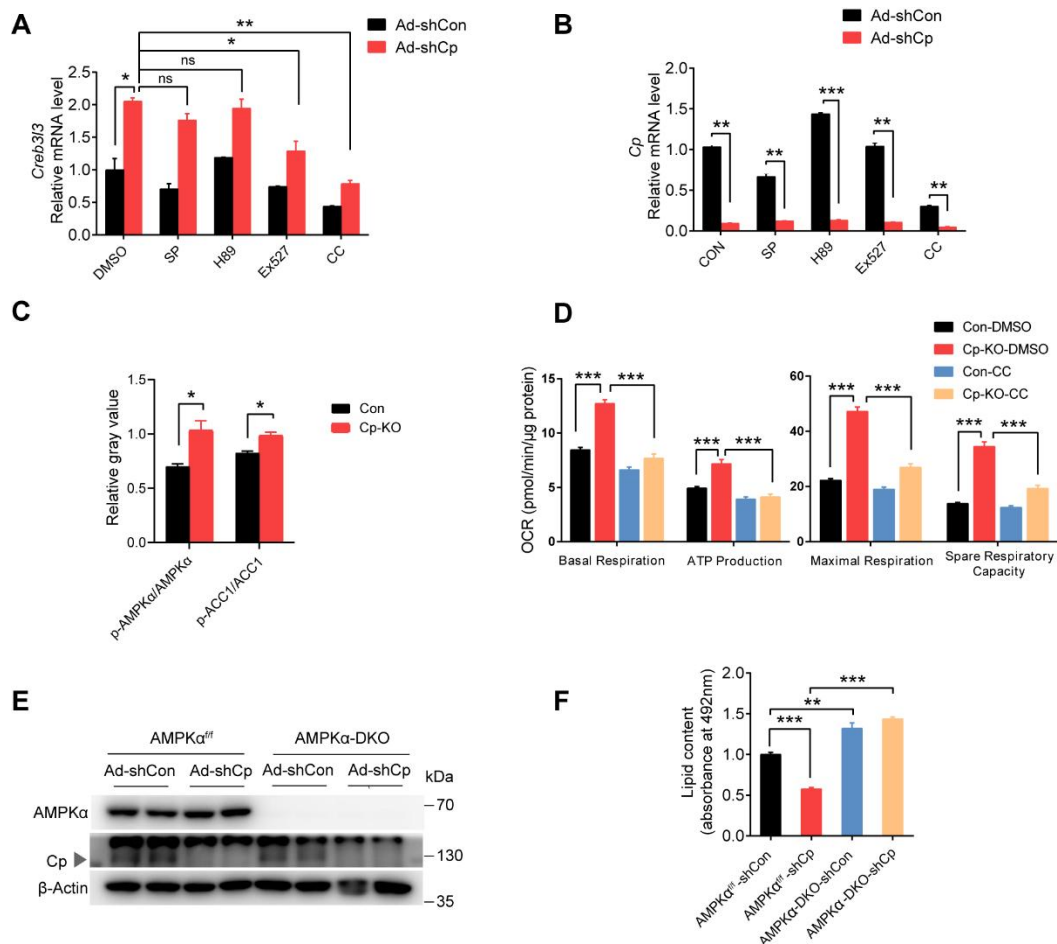 A
Ad-shCon
Ad-shCp
**
*
ns
ns
*
Creb3l3
Relative mRNA level
2.5
2.0
1.5
1.0
0.5
0.0
DMSO
SP
H89
Ex527
CC
B
Ad-shCon
Ad-shCp
Cp
Relative mRNA level
2.0
1.5
1.0
0.5
0.0
**
**
***
**
**
CON
SP
H89
Ex527
CC
C
Con
Cp-KO
Relative gray value
1.5
1.0
0.5
0.0
*
*
p-AMPKα/AMPKα
p-ACC1/ACC1
D
Con-DMSO
Cp-KO-DMSO
Con-CC
Cp-KO-CC
OCR (pmol/min/μg protein)
15
10
5
0
*** ***
*** ***
Basal Respiration
ATP Production
60
40
20
0
*** ***
*** ***
Maximal Respiration
Spare Respiratory
Capacity
E
AMPKαf/f AMPKα-DKO
Ad-shCon Ad-shCp Ad-shCon Ad-shCp kDa
AMPKα
70
Cp
130
β-Actin
35
F
Lipid content
(absorbance at 492nm)
2.0
1.5
1.0
0.5
0.0
***
**
***
AMPKαf/f-shCon
AMPKαf/f-shCp
AMPKα-DKO-shCon
AMPKα-DKO-shCp